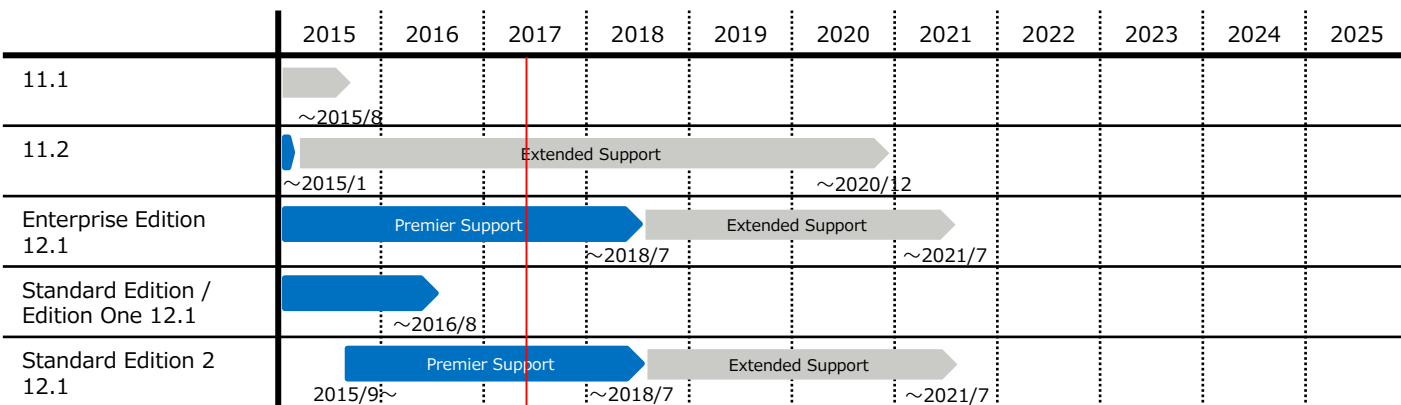 2015 2016 2017 2018 2019 2020 2021 2022 2023 2024 2025
11.1
～2015/8
11.2
Extended Support
～2015/1 ～2020/12
Enterprise Edition
12.1
Premier Support Extended Support
～2018/7 ～2021/7
Standard Edition /
Edition One 12.1
～2016/8
Standard Edition 2
12.1
Premier Support Extended Support
2015/9～ ～2018/7 ～2021/7